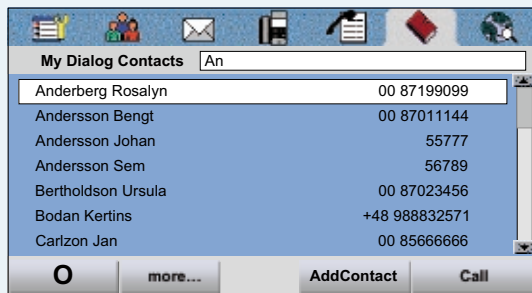 My Dialog Contacts An
Anderberg Rosalyn 00 87199099
Andersson Bengt 00 87011144
Andersson Johan 55777
Andersson Sem 56789
Bertholdson Ursula 00 87023456
Bodan Kertins +48 988832571
Carlzon Jan 00 85666666
O more... AddContact Call